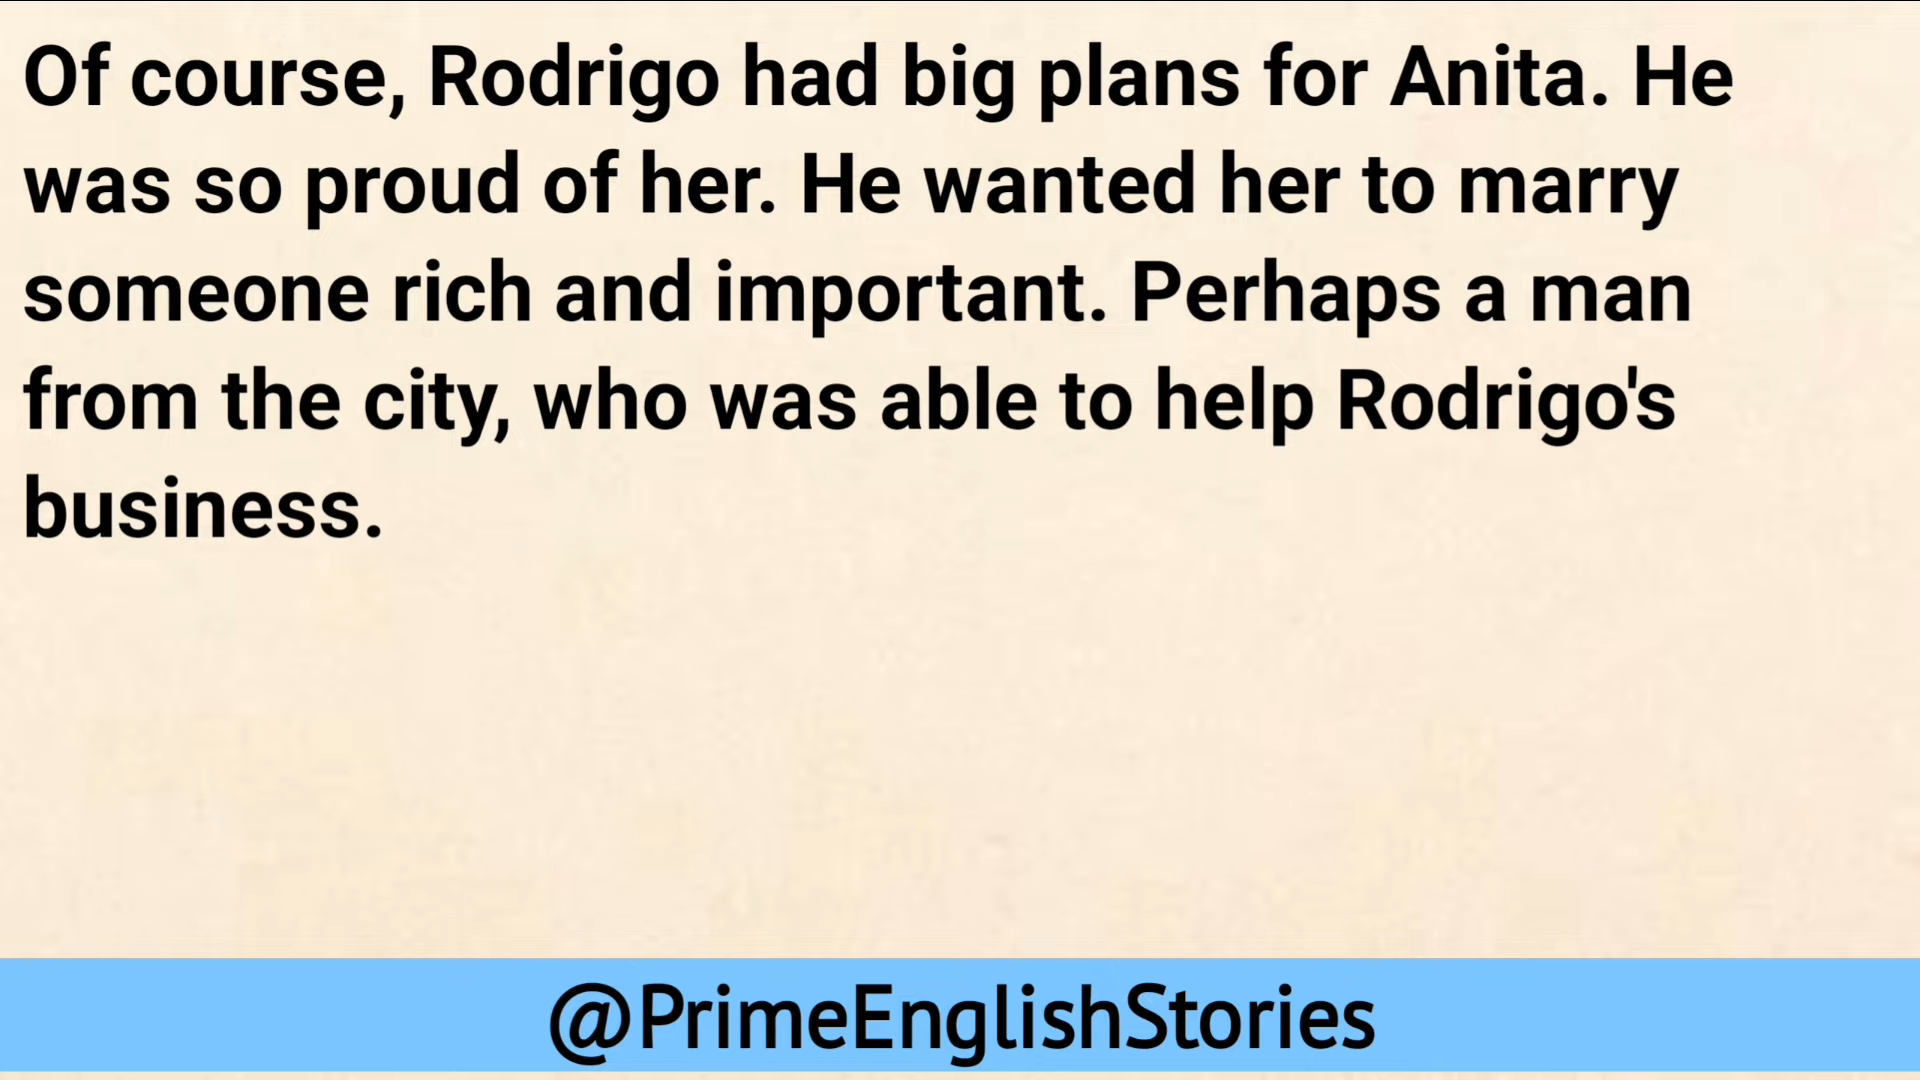 Of course, Rodrigo had big plans for Anita. He
was so proud of her. He wanted her to marry
someone rich and important. Perhaps a man
from the city, who was able to help Rodrigo's
business.
@PrimeEnglishStories